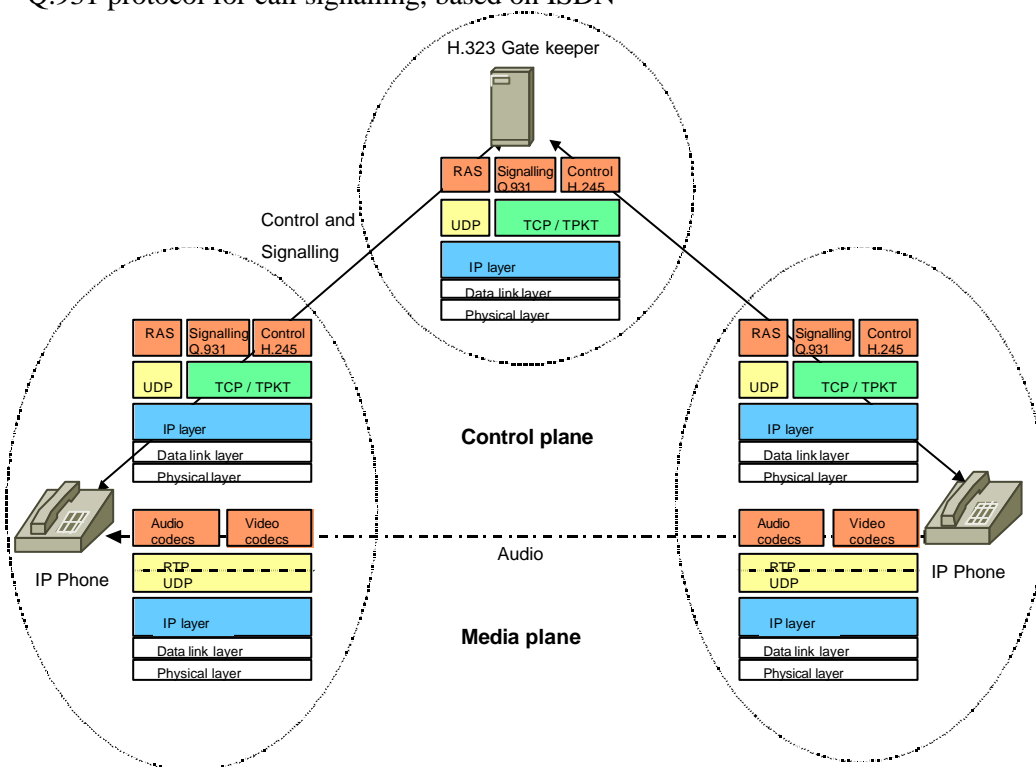 Q.931 protocol for call signalling, based on ISDN
H.323 Gate keeper
RAS Signalling Q.931 Control H.245
UDP TCP / TPKT
IP layer
Data link layer
Physical layer
Control and
Signalling
RAS Signalling Q.931 Control H.245
UDP TCP / TPKT
IP layer
Data link layer
Physical layer
RAS Signalling Q.931 Control H.245
UDP TCP / TPKT
IP layer
Data link layer
Physical layer
Control plane
Audio codecs Video codecs
RTP
UDP
IP layer
Data link layer
Physical layer
IP Phone
Audio
Media plane
Audio codecs Video codecs
RTP
UDP
IP layer
Data link layer
Physical layer
IP Phone